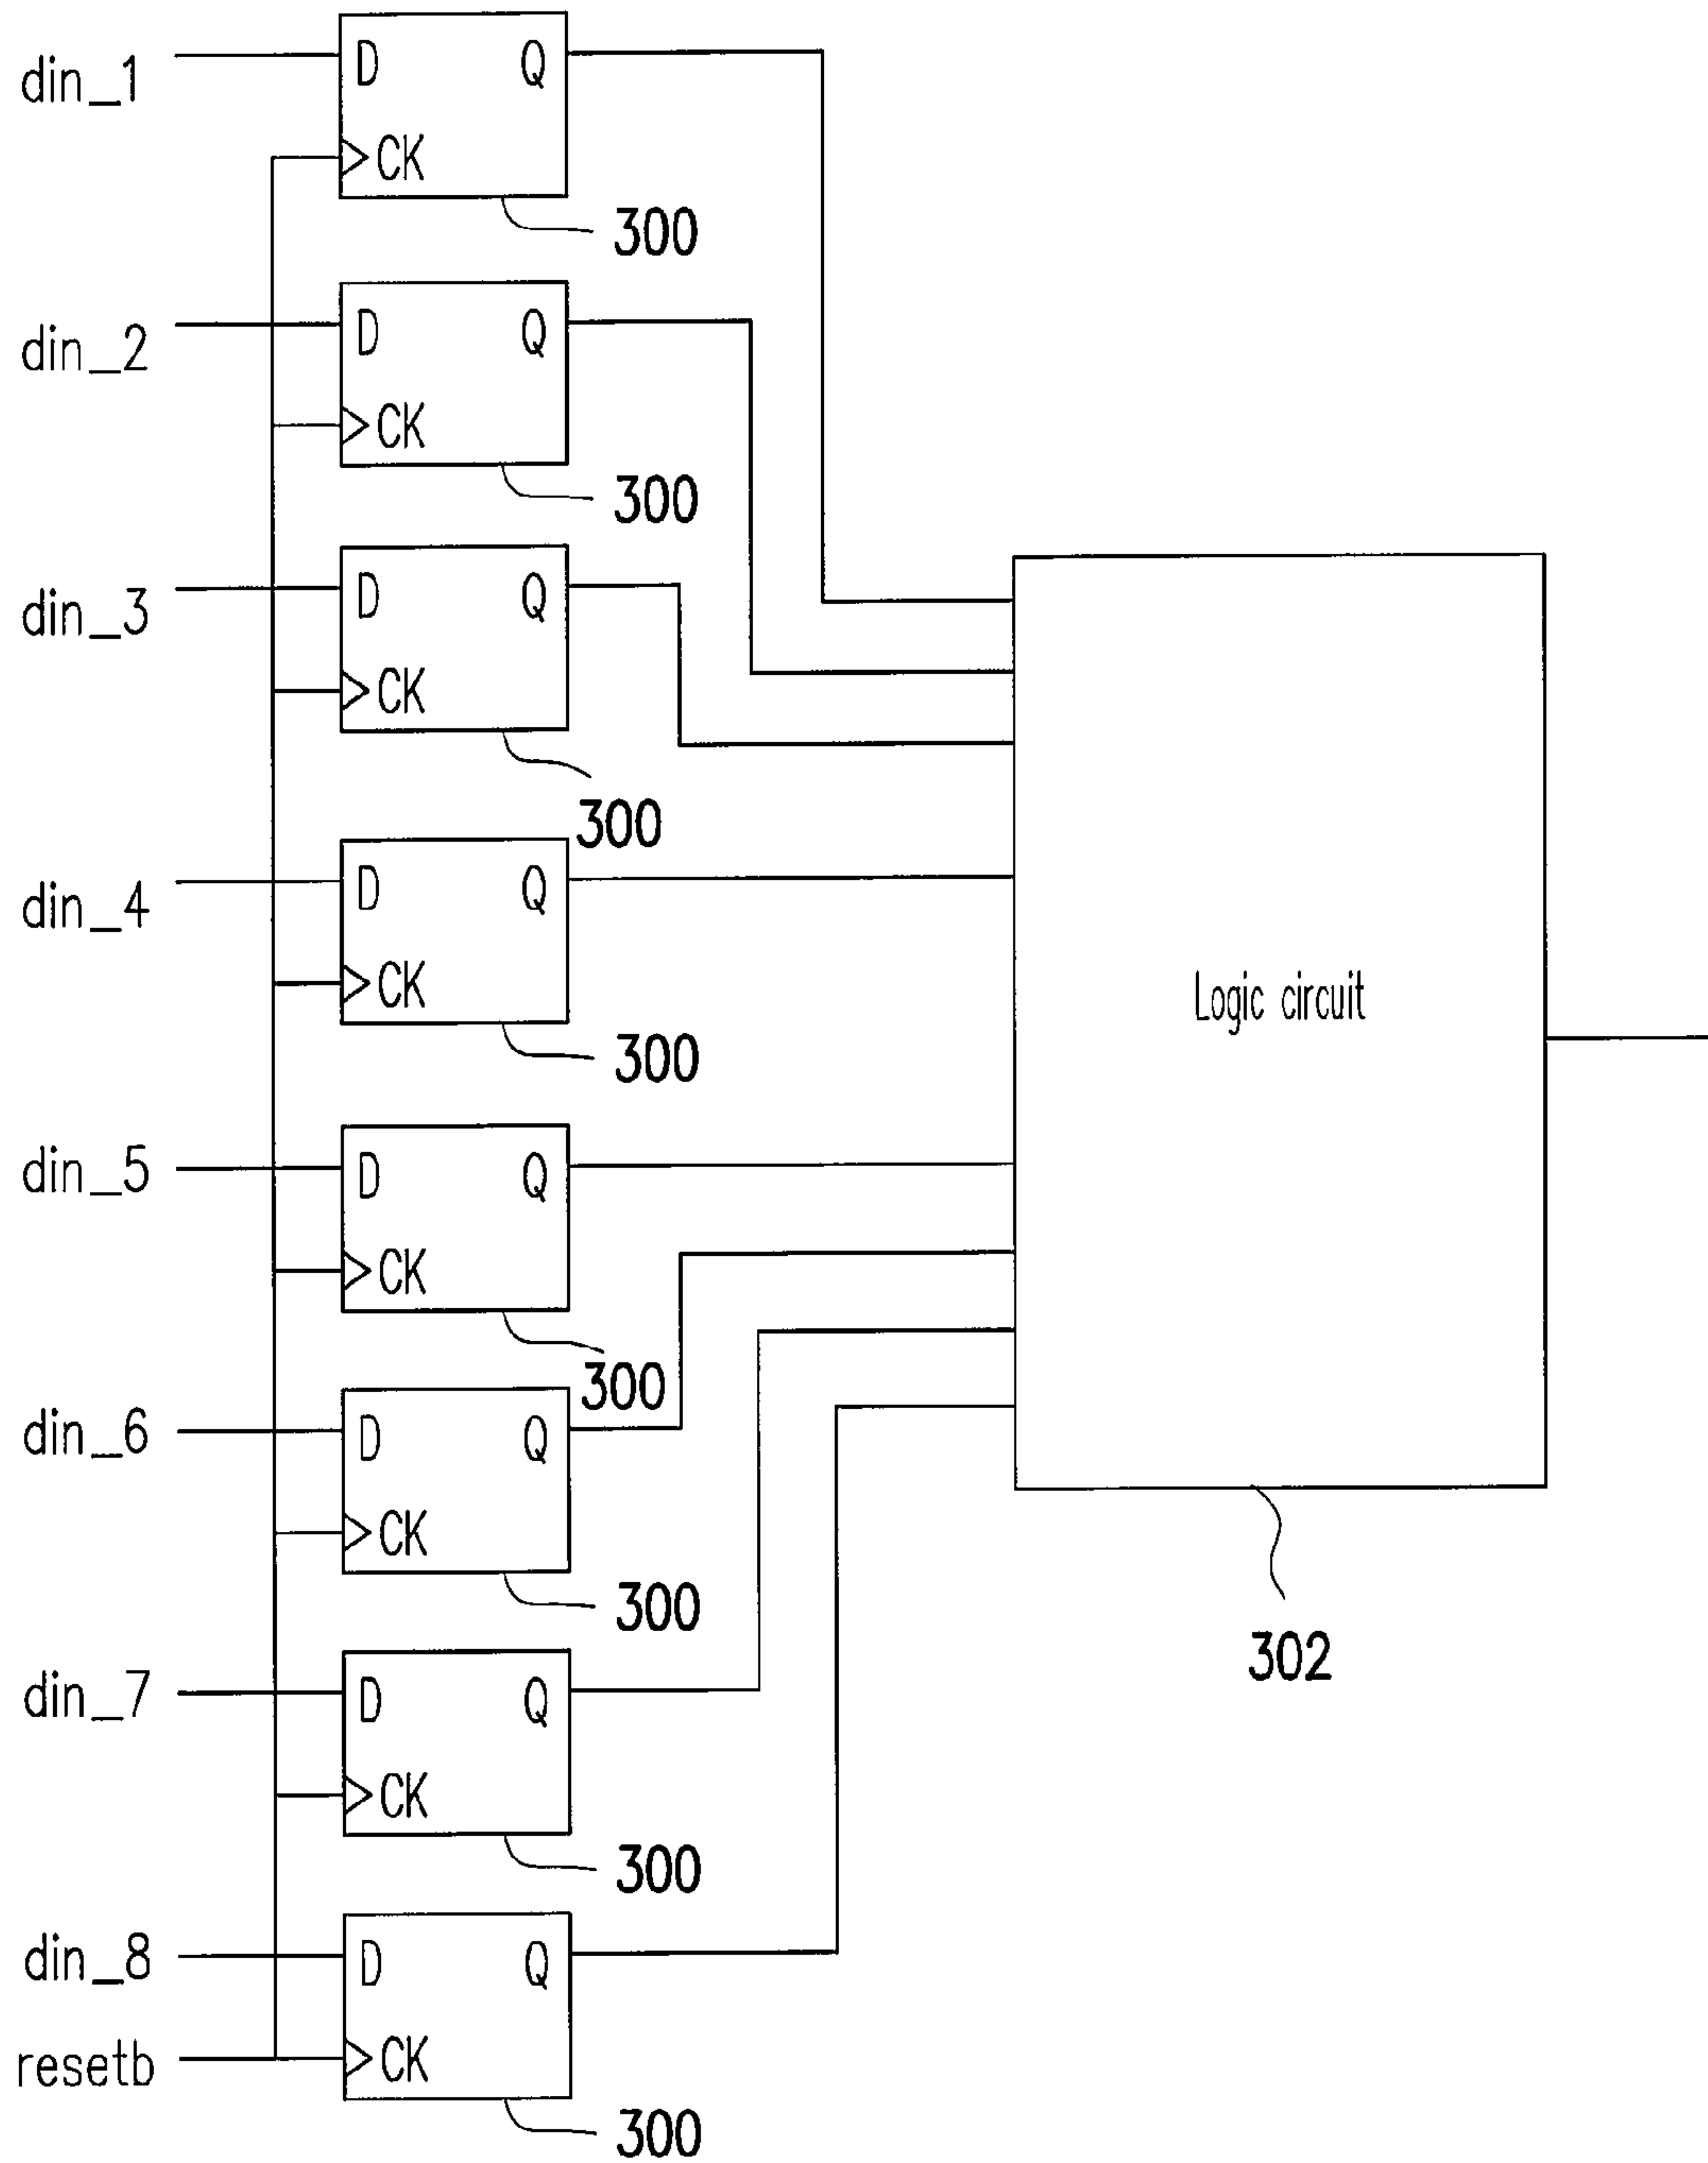 din_1
D Q
CK
300
din_2
D Q
CK
300
din_3
D Q
CK
300
din_4
D Q
CK
300
Logic circuit
din_5
D Q
CK
300
din_6
D Q
CK
300
302
din_7
D Q
CK
300
din_8
D Q
resetb
CK
300